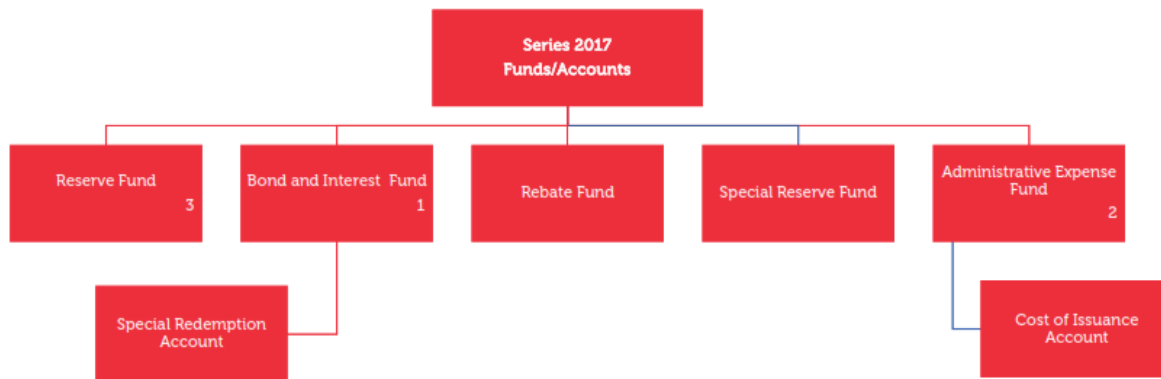 Series 2017
Funds/Accounts
Reserve Fund
3
Bond and Interest Fund
1
Rebate Fund
Special Reserve Fund
Administrative Expense
Fund
2
Special Redemption
Account
Cost of Issuance
Account